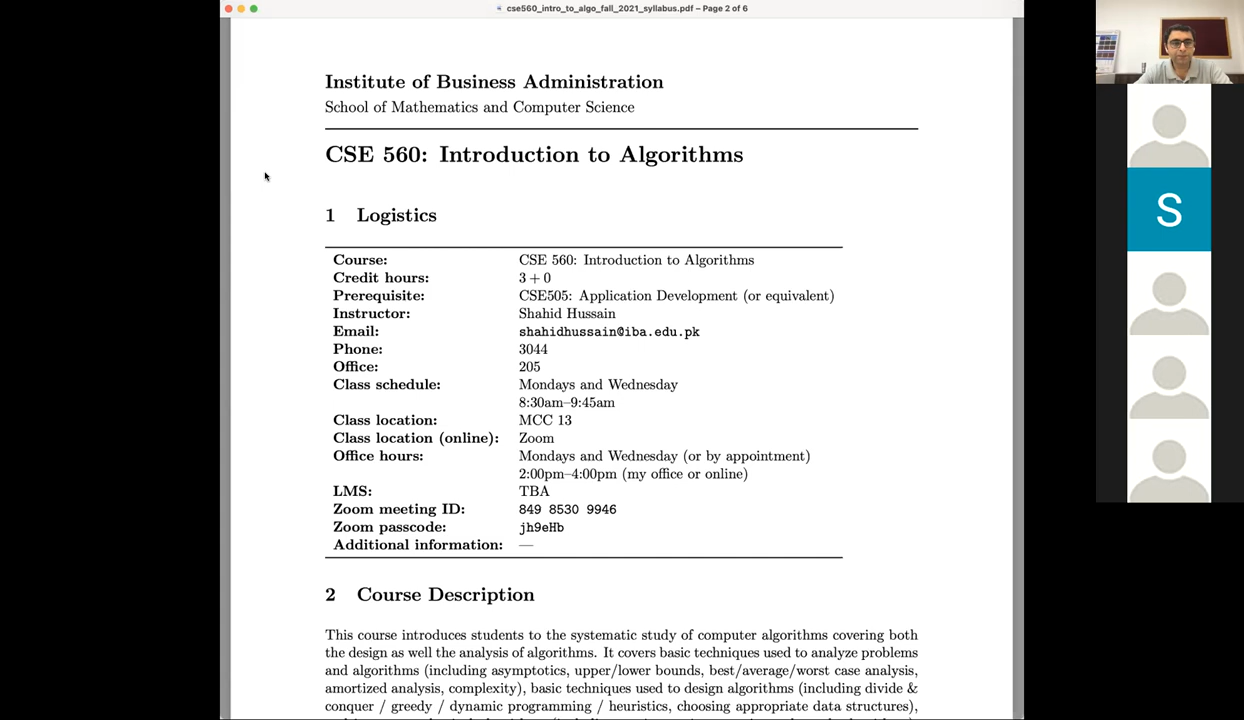 cse560_intro_to_algo_fall_2021_syllabus.pdf – Page 2 of 6
Institute of Business Administration
School of Mathematics and Computer Science
CSE 560: Introduction to Algorithms
1 Logistics
Course: CSE 560: Introduction to Algorithms
Credit hours: 3 + 0
Prerequisite: CSE505: Application Development (or equivalent)
Instructor: Shahid Hussain
Email: shahidhussain@iba.edu.pk
Phone: 3044
Office: 205
Class schedule: Mondays and Wednesday
8:30am–9:45am
Class location: MCC 13
Class location (online): Zoom
Office hours: Mondays and Wednesday (or by appointment)
2:00pm–4:00pm (my office or online)
LMS: TBA
Zoom meeting ID: 849 8530 9946
Zoom passcode: jh9eHb
Additional information: —
2 Course Description
This course introduces students to the systematic study of computer algorithms covering both
the design as well the analysis of algorithms. It covers basic techniques used to analyze problems
and algorithms (including asymptotics, upper/lower bounds, best/average/worst case analysis,
amortized analysis, complexity), basic techniques used to design algorithms (including divide &
conquer / greedy / dynamic programming / heuristics, choosing appropriate data structures),
S